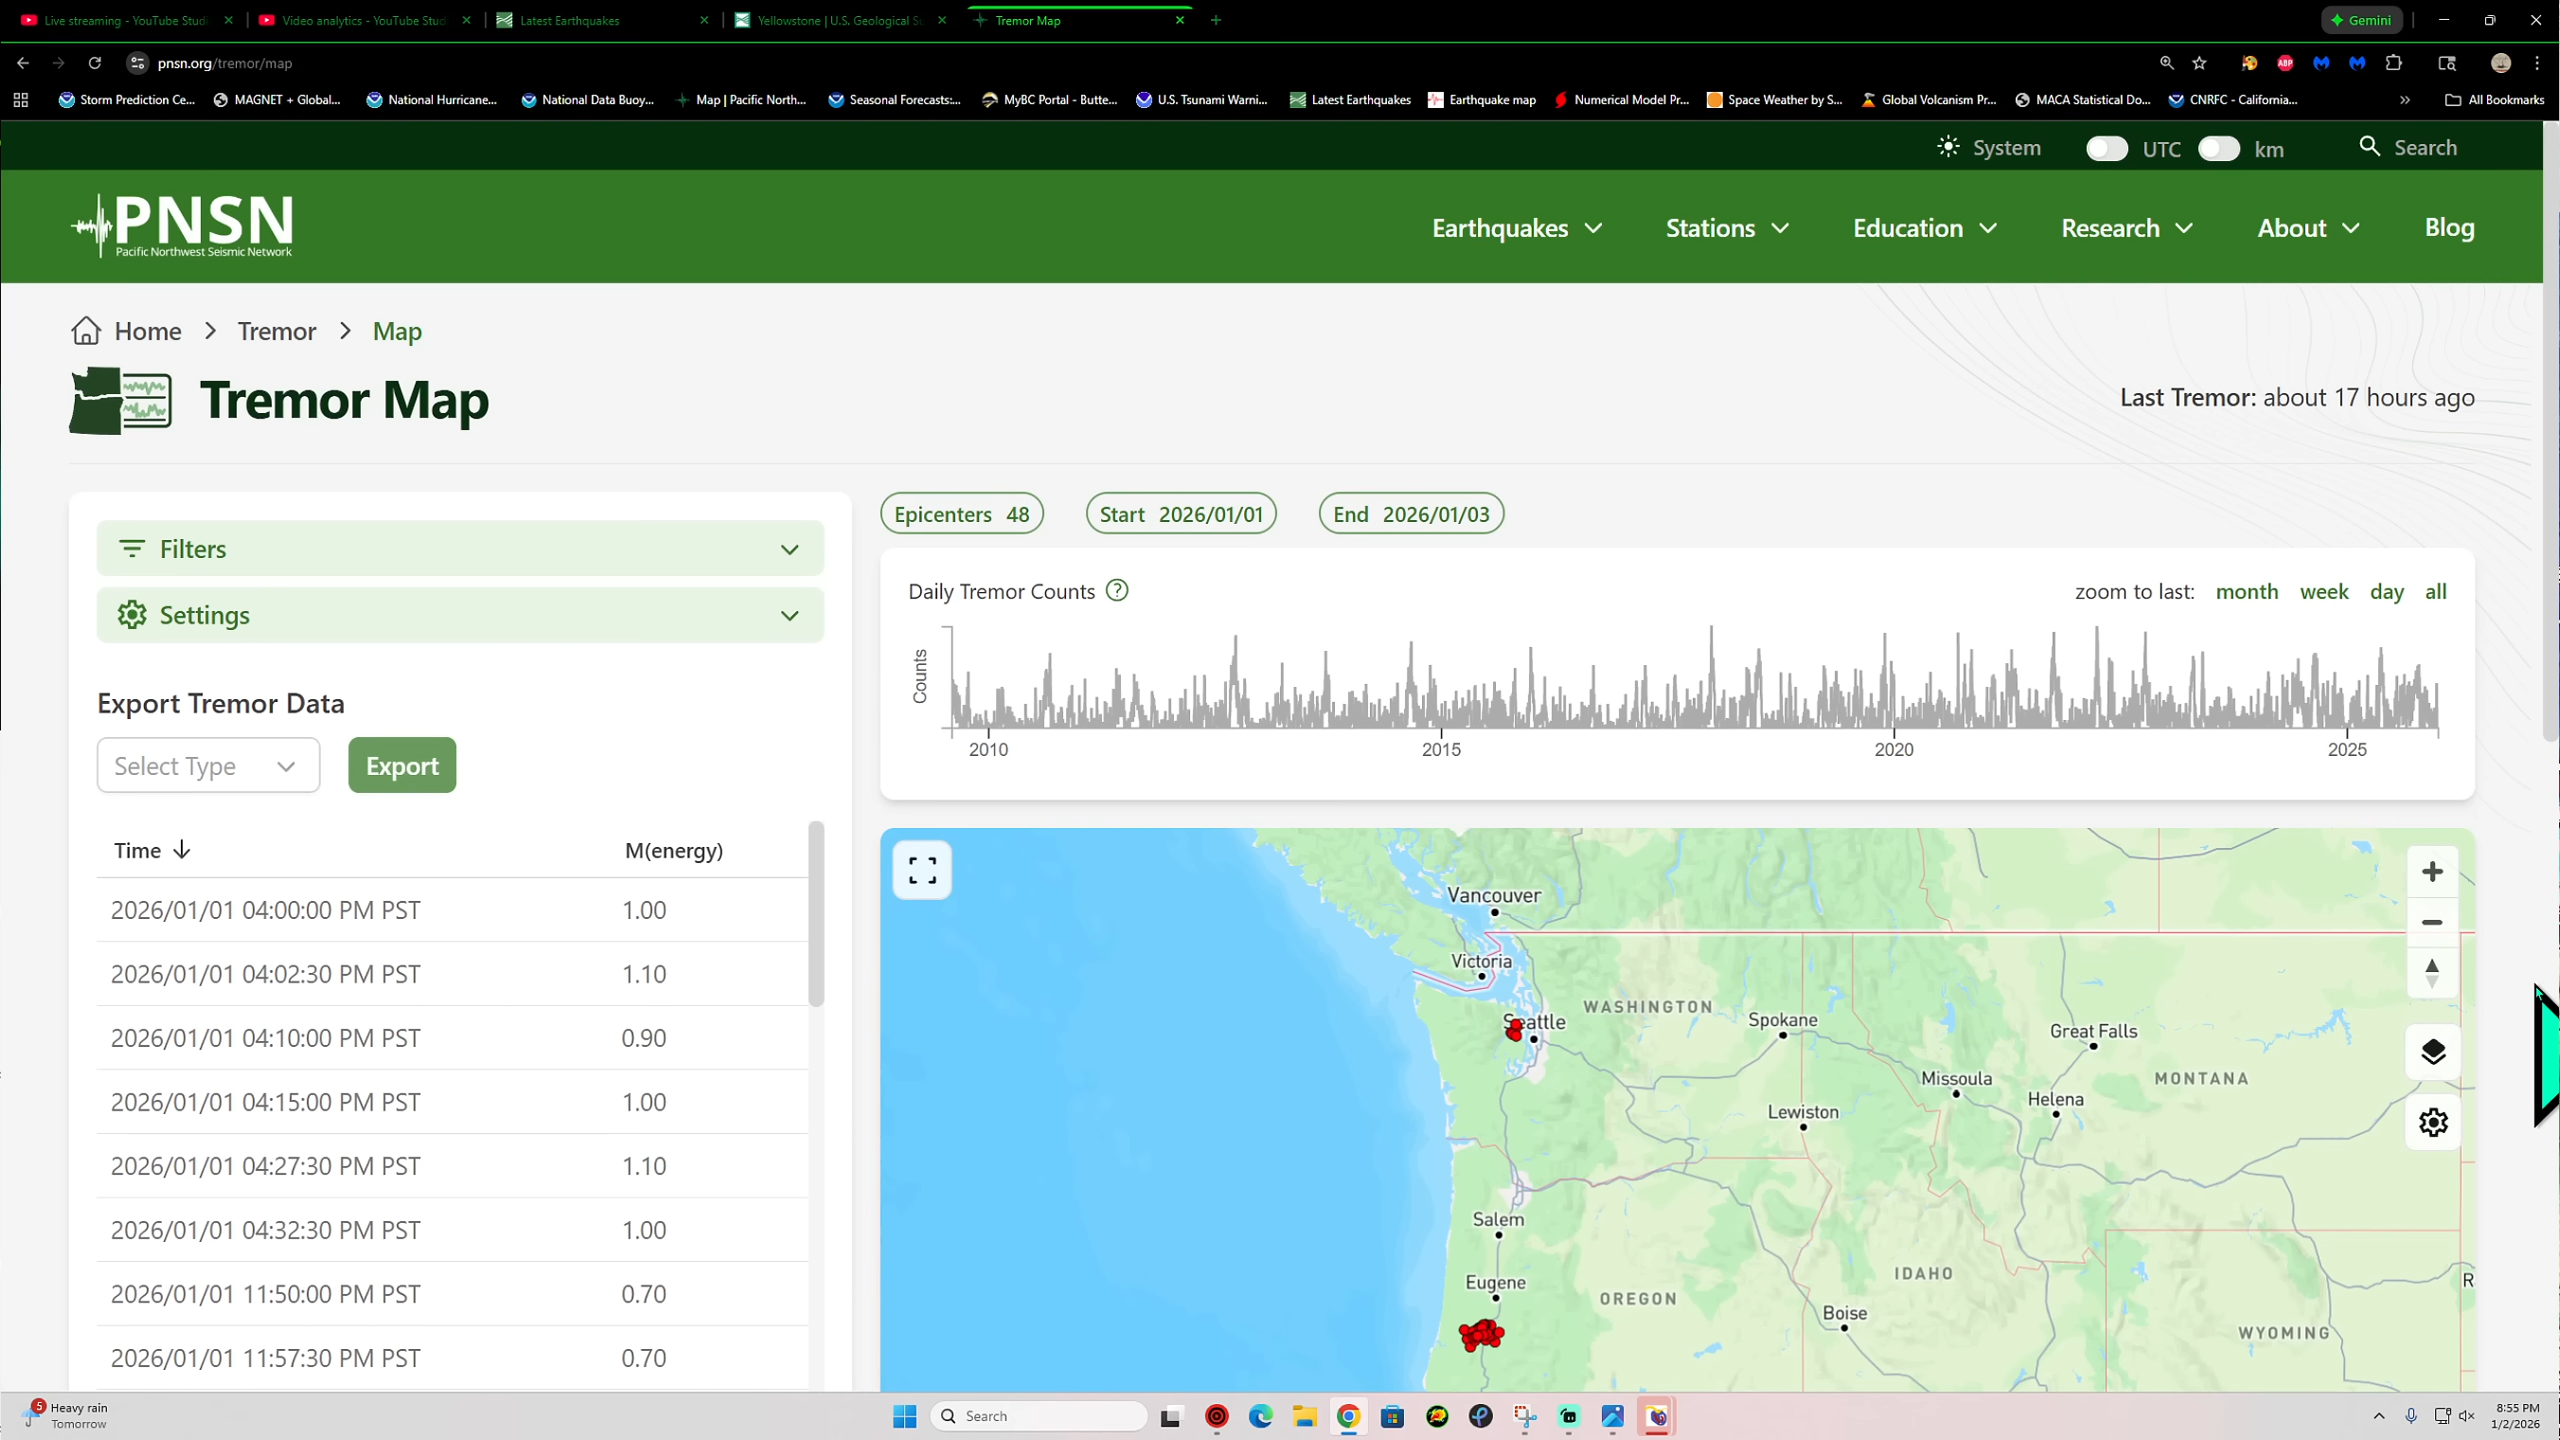 Live streaming - YouTube Studi
Video analytics - YouTube Stud
Latest Earthquakes
Yellowstone | U.S. Geological Su
Tremor Map
Gemini
pnsn.org/tremor/map
ABP
Storm Prediction Ce...
MAGNET + Global...
National Hurricane...
National Data Buoy...
Map | Pacific North...
Seasonal Forecasts:...
MyBC Portal - Butte...
U.S. Tsunami Warni...
Latest Earthquakes
Earthquake map
Numerical Model Pr...
Space Weather by S...
Global Volcanism Pr...
MACA Statistical Do...
CNRFC - California...
All Bookmarks
System
UTC
km
Search
PNSN
Pacific Northwest Seismic Network
Earthquakes
Stations
Education
Research
About
Blog
Home > Tremor > Map
Tremor Map
Last Tremor: about 17 hours ago
Filters
Settings
Export Tremor Data
Select Type
Export
Time
M(energy)
2026/01/01 04:00:00 PM PST 1.00
2026/01/01 04:02:30 PM PST 1.10
2026/01/01 04:10:00 PM PST 0.90
2026/01/01 04:15:00 PM PST 1.00
2026/01/01 04:27:30 PM PST 1.10
2026/01/01 04:32:30 PM PST 1.00
2026/01/01 11:50:00 PM PST 0.70
2026/01/01 11:57:30 PM PST 0.70
Epicenters 48
Start 2026/01/01
End 2026/01/03
Daily Tremor Counts
zoom to last: month week day all
Counts
2010
2015
2020
2025
Vancouver
Victoria
Seattle
WASHINGTON
Spokane
Great Falls
Missoula
MONTANA
Helena
Lewiston
Salem
Eugene
OREGON
IDAHO
Boise
WYOMING
R
5
Heavy rain
Tomorrow
Search
8:55 PM
1/2/2026